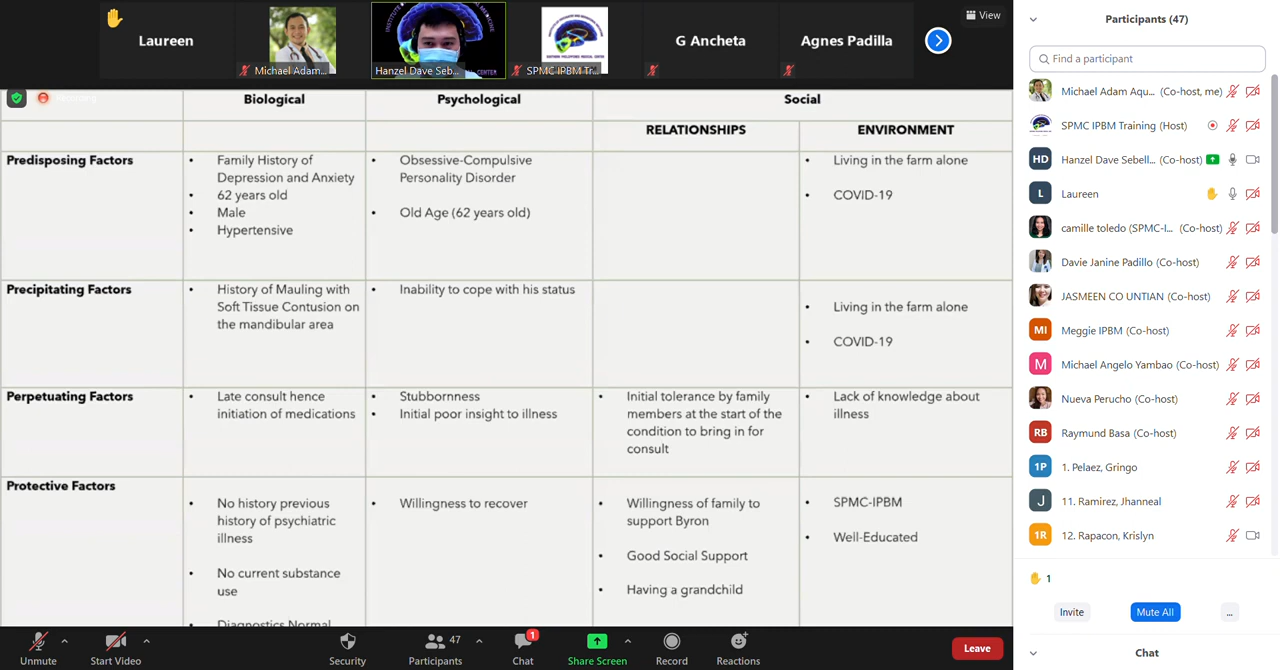 Laureen
Michael Adam...
Hanzel Dave Seb...
SPMC IPBM Tr...
G Ancheta
Agnes Padilla
View
Recording
Biological
Psychological
Social
RELATIONSHIPS
ENVIRONMENT
Predisposing Factors
• Family History of
Depression and Anxiety
• 62 years old
• Male
• Hypertensive
• Obsessive-Compulsive
Personality Disorder
• Old Age (62 years old)
• Living in the farm alone
• COVID-19
Precipitating Factors
• History of Mauling with
Soft Tissue Contusion on
the mandibular area
• Inability to cope with his status
• Living in the farm alone
• COVID-19
Perpetuating Factors
• Late consult hence
initiation of medications
• Stubbornness
• Initial poor insight to illness
• Initial tolerance by family
members at the start of the
condition to bring in for
consult
• Lack of knowledge about
illness
Protective Factors
• No history previous
history of psychiatric
illness
• No current substance
use
• Diagnostics Normal
• Willingness to recover
• Willingness of family to
support Byron
• Good Social Support
• Having a grandchild
• SPMC-IPBM
• Well-Educated
Unmute
Start Video
Security
47
Participants
1
Chat
Share Screen
Record
Reactions
Leave
Participants (47)
Find a participant
Michael Adam Aqu... (Co-host, me)
SPMC IPBM Training (Host)
HD
Hanzel Dave Sebell... (Co-host)
L
Laureen
camille toledo (SPMC-I... (Co-host)
Davie Janine Padillo (Co-host)
JASMEEN CO UNTIAN (Co-host)
MI
Meggie IPBM (Co-host)
M
Michael Angelo Yambao (Co-host)
Nueva Perucho (Co-host)
RB
Raymund Basa (Co-host)
1P
1. Pelaez, Gringo
J
11. Ramirez, Jhanneal
1R
12. Rapacon, Krislyn
1
Invite
Mute All
...
Chat